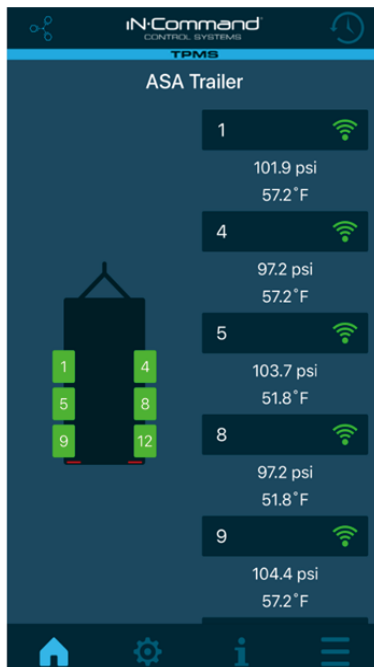 iN·Command
CONTROL SYSTEMS
TPMS
ASA Trailer
1
101.9 psi
57.2°F
4
97.2 psi
57.2°F
5
103.7 psi
51.8°F
8
97.2 psi
51.8°F
9
104.4 psi
57.2°F
1 4
5 8
9 12